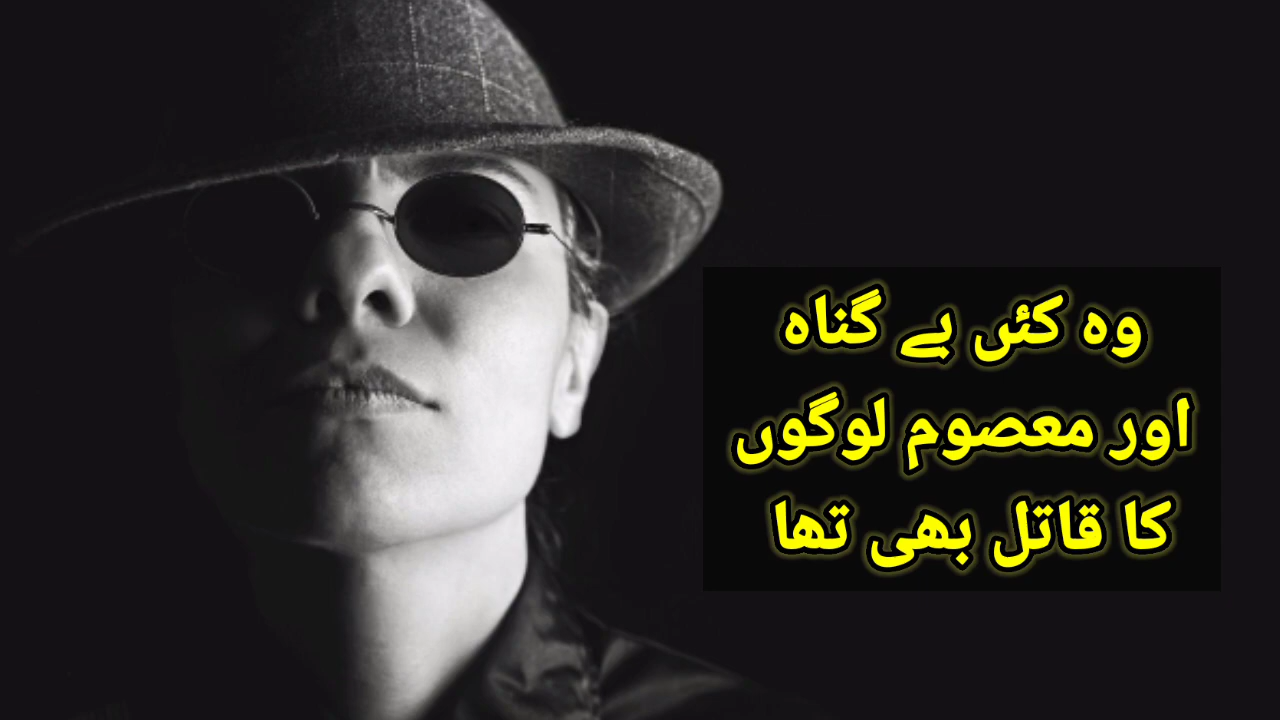 وہ کئی بے گناہ
اور معصوم لوگوں
کا قاتل بھی تھا